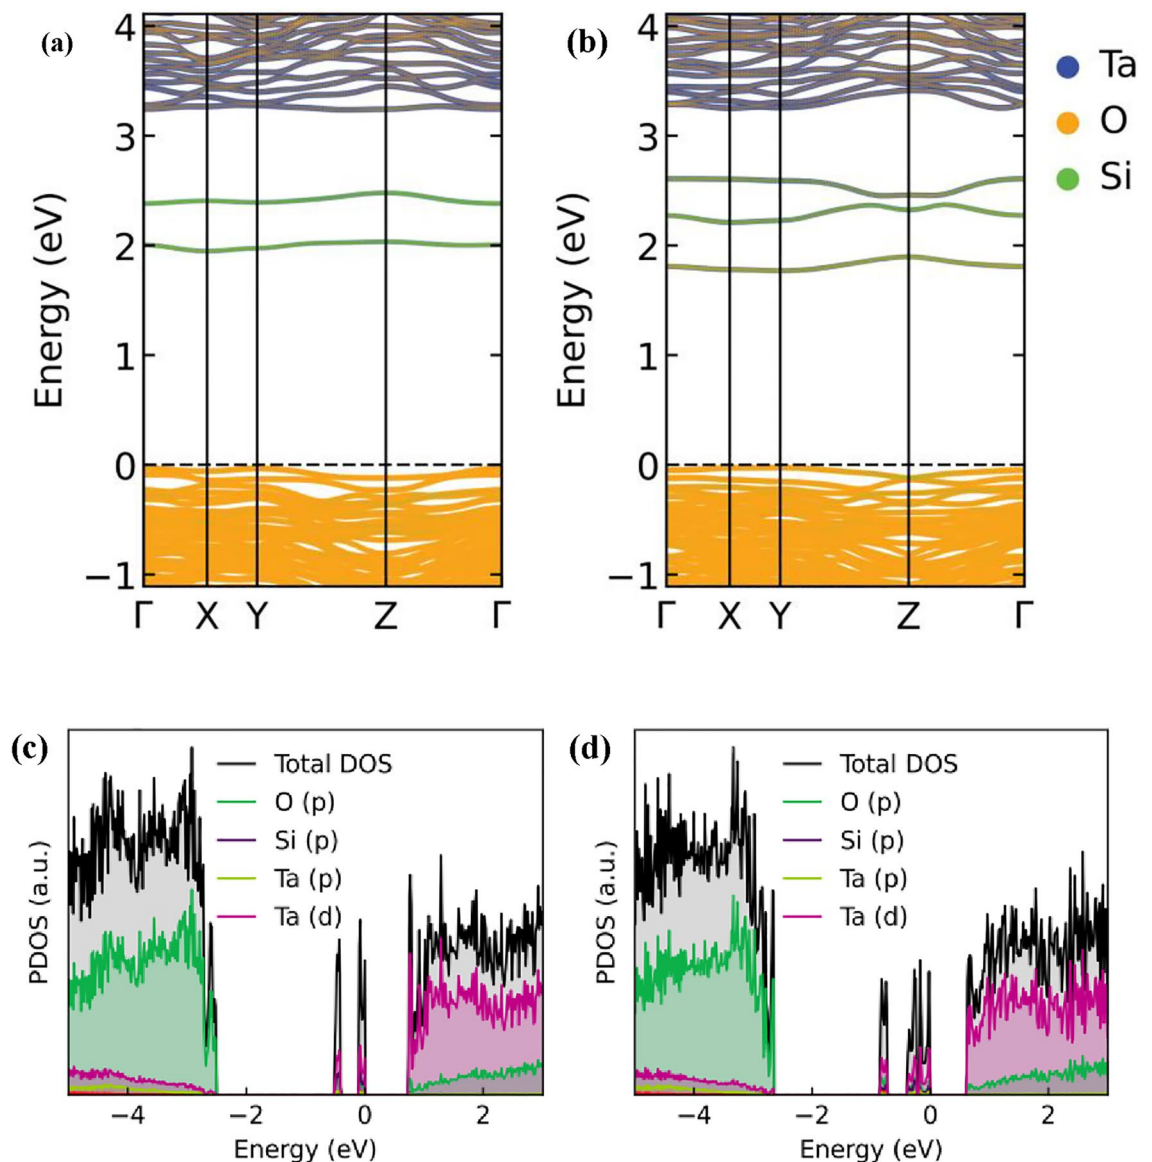 (a)
4
3
2
1
0
−1
Energy (eV)
Γ X Y Z Γ
(b)
4
3
2
1
0
−1
Energy (eV)
Γ X Y Z Γ
Ta
O
Si
(c)
Total DOS
O (p)
Si (p)
Ta (p)
Ta (d)
PDOS (a.u.)
−4 −2 0 2
Energy (eV)
(d)
Total DOS
O (p)
Si (p)
Ta (p)
Ta (d)
PDOS (a.u.)
−4 −2 0 2
Energy (eV)